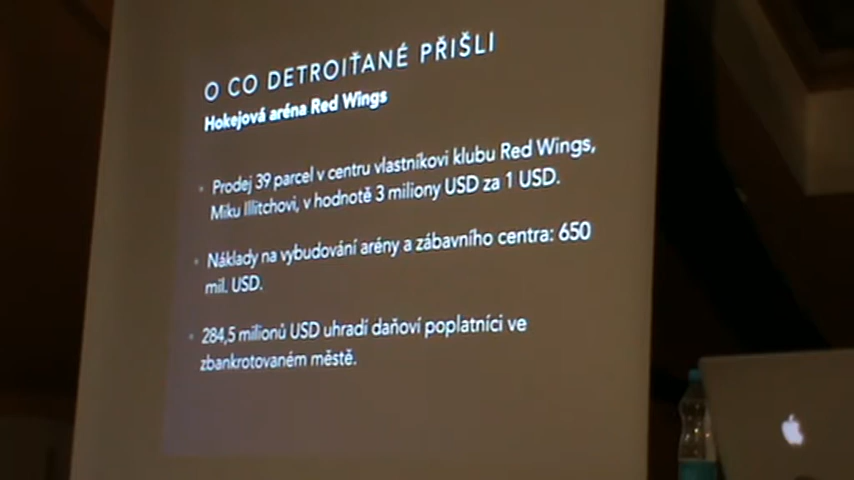 O CO DETROIŤANÉ PŘIŠLI
Hokejová aréna Red Wings
Prodej 39 parcel v centru vlastníkovi klubu Red Wings,
Miku Illitchovi, v hodnotě 3 miliony USD za 1 USD.
Náklady na vybudování arény a zábavního centra: 650
mil. USD.
284,5 milionů USD uhradí daňoví poplatníci ve
zbankrotovaném městě.